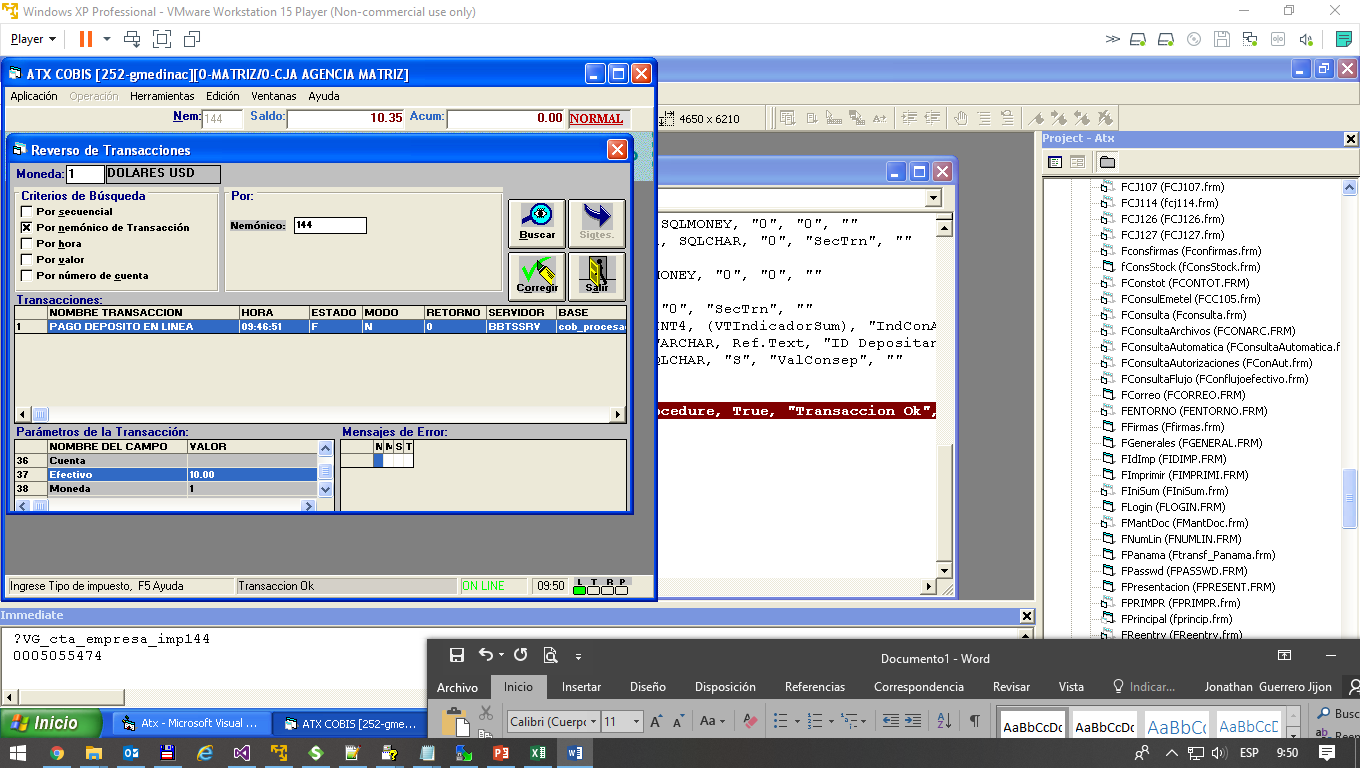 Windows XP Professional - VMware Workstation 15 Player (Non-commercial use only)
Player
ATX COBIS [252-gmedinac][0-MATRIZ/0-CJA AGENCIA MATRIZ]
Aplicación Operación Herramientas Edición Ventanas Ayuda
Nem: 144 Saldo: 10.35 Acum: 0.00 NORMAL
4650 x 6210
Reverso de Transacciones
Moneda: 1 DOLARES USD
Criterios de Búsqueda
Por secuencial
Por nemónico de Transacción
Por hora
Por valor
Por número de cuenta
Por:
Nemónico: 144
Buscar
Sigtes.
Corregir
Salir
Transacciones:
NOMBRE TRANSACCION HORA ESTADO MODO RETORNO SERVIDOR BASE
1 PAGO DEPOSITO EN LINEA 09:46:51 F N 0 BBTSSRV cob_procesa
Parámetros de la Transacción:
NOMBRE DEL CAMPO VALOR
36 Cuenta
37 Efectivo 10.00
38 Moneda 1
Mensajes de Error:
N M S T
Ingrese Tipo de impuesto, F5 Ayuda
Transaccion Ok
ON LINE
09:50
L T R P
SQLMONEY, "0", "0", ""
, SQLCHAR, "0", "SecTrn", ""
MONEY, "0", "0", ""
"0", "SecTrn", ""
INT4, (VTIndicadorSum), "IndConA
VARCHAR, Ref.Text, "ID Depositan
QLCHAR, "S", "ValConsep", ""
ocedure, True, "Transaccion Ok",
Project - Atx
FCJ107 (FCJ107.frm)
FCJ114 (fcj114.frm)
FCJ126 (FCJ126.frm)
FCJ127 (FCJ127.frm)
Fconsfirmas (Fconfirmas.frm)
fConsStock (fConsStock.frm)
FConstot (FCONTOT.FRM)
FConsulEmetel (FCC105.frm)
FConsulta (Fconsulta.frm)
FConsultaArchivos (FCONARC.FRM)
FConsultaAutomatica (FConsultaAutomatica.f
FConsultaAutorizaciones (FConAut.frm)
FConsultaFlujo (FConflujoefectivo.frm)
FCorreo (FCORREO.FRM)
FENTORNO (FENTORNO.FRM)
FFirmas (Ffirmas.frm)
FGenerales (FGENERAL.FRM)
FIdImp (FIDIMP.FRM)
FImprimir (FIMPRIMI.FRM)
FIniSum (FIniSum.frm)
FLogin (FLOGIN.FRM)
FMantDoc (FMantDoc.frm)
FNumLin (FNUMLIN.FRM)
FPanama (Ftransf_Panama.frm)
FPasswd (FPASSWD.FRM)
FPresentacion (FPRESENT.FRM)
FPRIMPR (FPRIMPR.frm)
FPrincipal (fprincip.frm)
FReentry (FReentry.frm)
Immediate
?VG_cta_empresa_imp144
0005055474
Documento1 - Word
Archivo Inicio Insertar Diseño Disposición Referencias Correspondencia Revisar Vista Indicar... Jonathan Guerrero Jijon
Calibri (Cuerpo 11
AaBbCcDc AaBbCcDc AaBbCc AaBbCcD
Busc
Reen
Inicio
Atx - Microsoft Visual ...
ATX COBIS [252-gme...
ESP 9:50